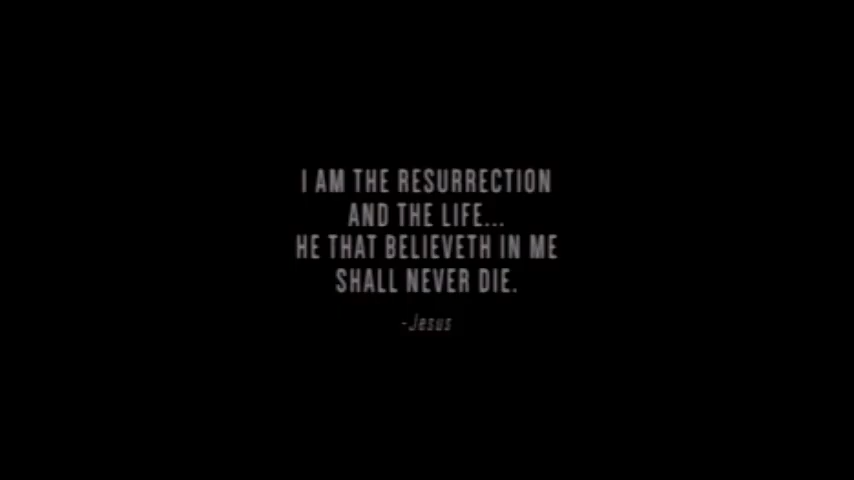 I AM THE RESURRECTION
AND THE LIFE...
HE THAT BELIEVETH IN ME
SHALL NEVER DIE.
-Jesus